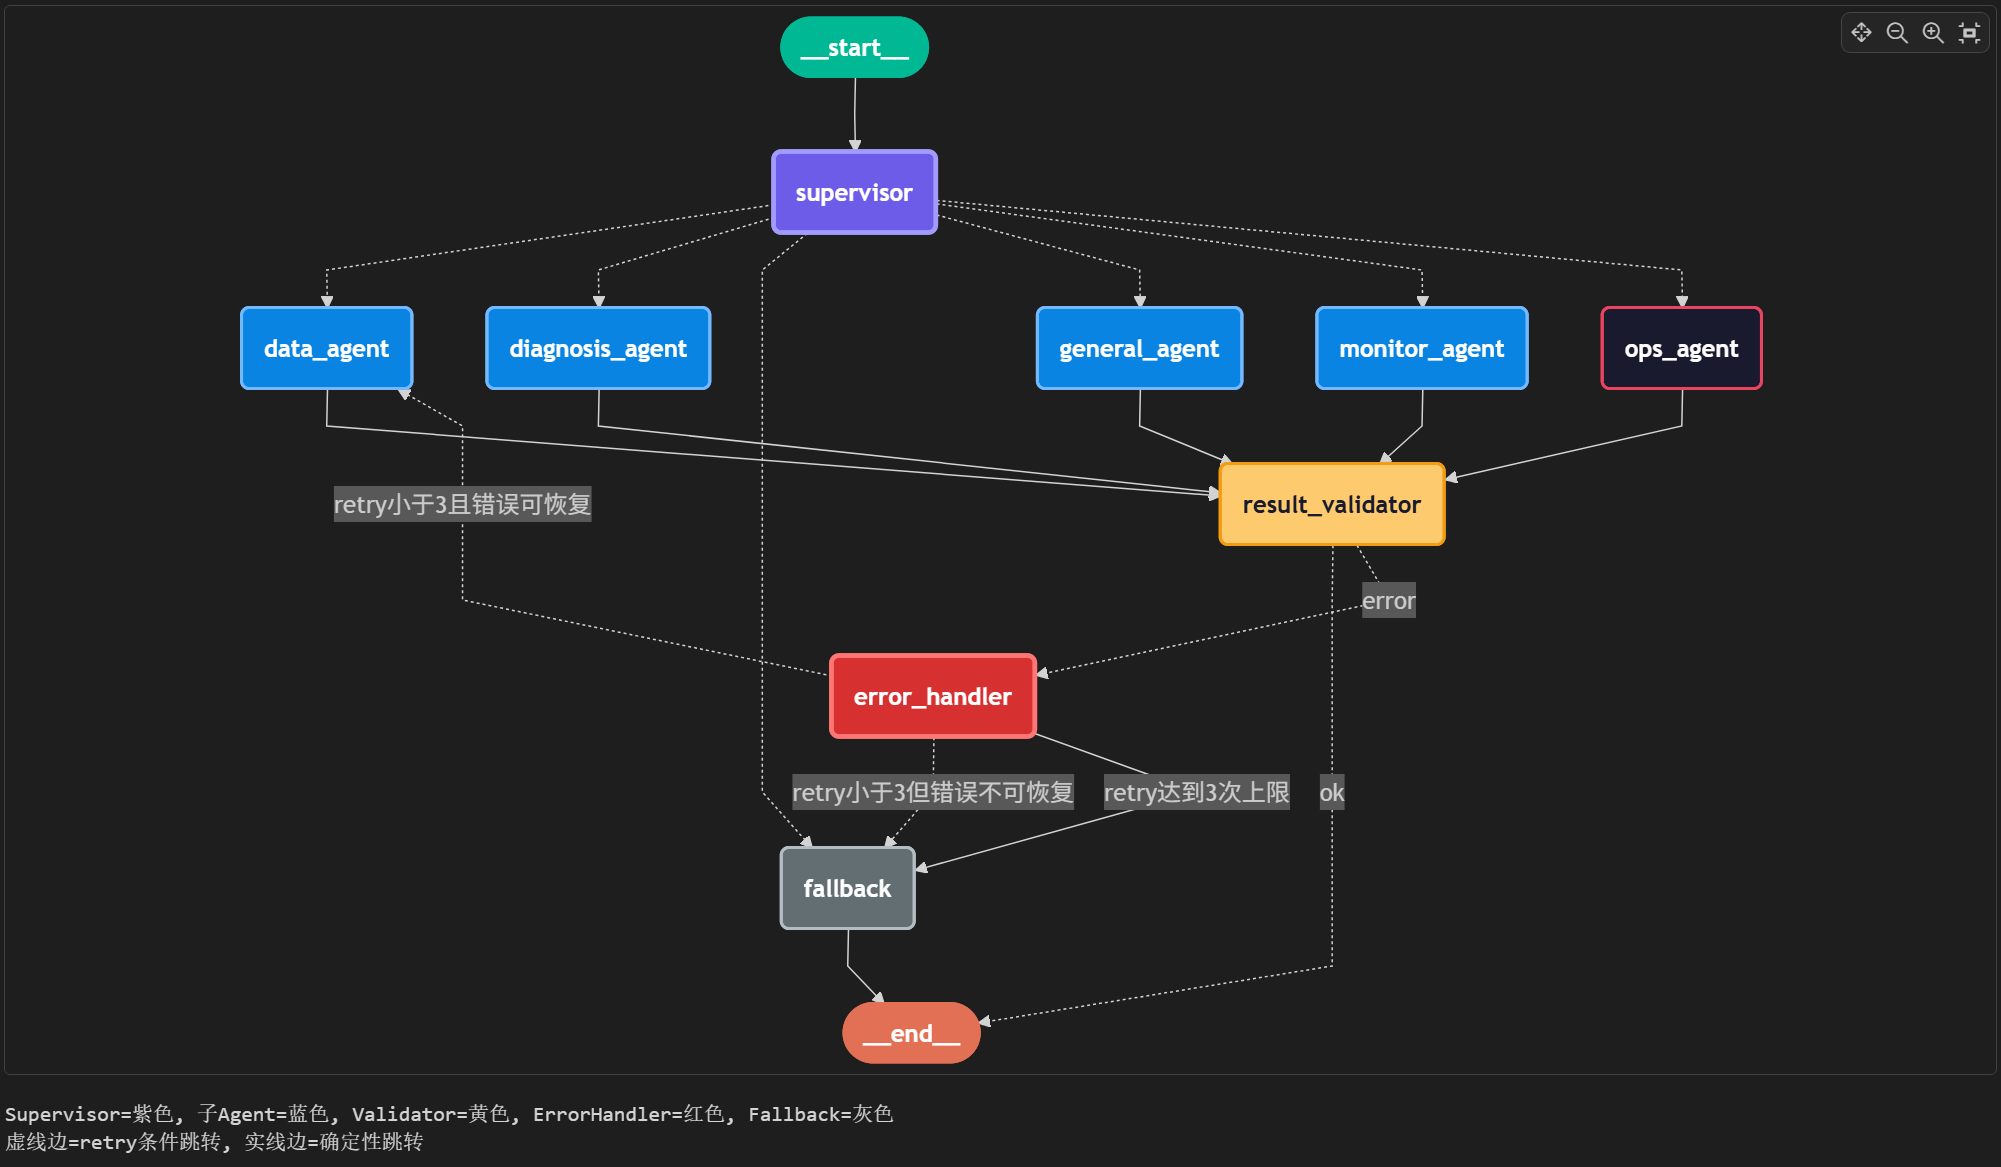 __start__
supervisor
data_agent
diagnosis_agent
general_agent
monitor_agent
ops_agent
retry小于3且错误可恢复
result_validator
error
error_handler
retry小于3但错误不可恢复
retry达到3次上限
ok
fallback
__end__
Supervisor=紫色, 子Agent=蓝色, Validator=黄色, ErrorHandler=红色, Fallback=灰色
虚线边=retry条件跳转, 实线边=确定性跳转